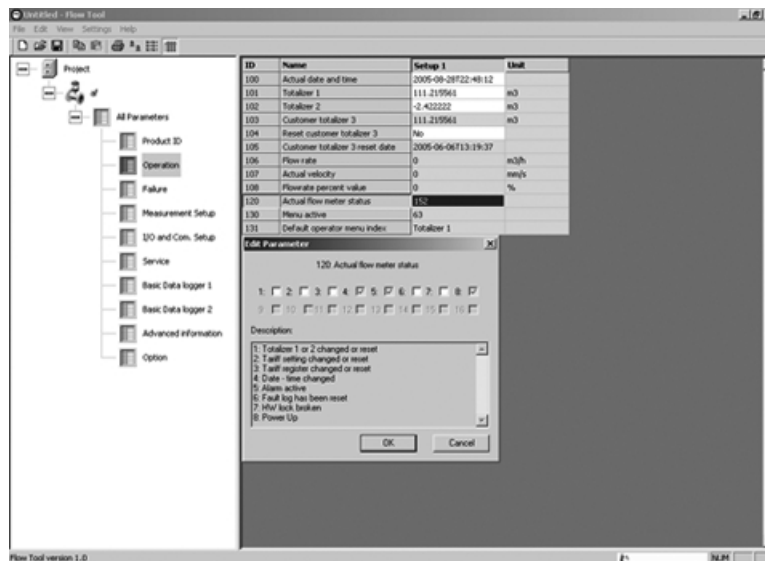 Untitled - Flow Tool
File Edit View Settings Help
Project
of
All Parameters
Product ID
Operation
Failure
Measurement Setup
I/O and Com. Setup
Service
Basic Data logger 1
Basic Data logger 2
Advanced information
Option
ID Name Setup 1 Unit
100 Actual date and time 2005-08-28T22:48:12
101 Totalizer 1 111.215561 m3
102 Totalizer 2 -2.422222 m3
103 Customer totalizer 3 111.215561 m3
104 Reset customer totalizer 3 No
105 Customer totalizer 3 reset date 2005-06-06T13:19:37
106 Flow rate 0 m3/h
107 Actual velocity 0 mm/s
108 Flowrate percent value 0 %
120 Actual flow meter status 152
130 Menu active 63
131 Default operator menu index Totalizer 1
Edit Parameter
120 Actual flow meter status
1: 2: 3: 4: 5: 6: 7: 8:
9: 10: 11: 12: 13: 14: 15: 16:
Description:
1: Totalizer 1 or 2 changed or reset
2: Tariff setting changed or reset
3: Tariff register changed or reset
4: Date - time changed
5: Alarm active
6: Fault log has been reset
7: HW lock broken
8: Power Up
OK Cancel
Flow Tool version 1.0 NUM